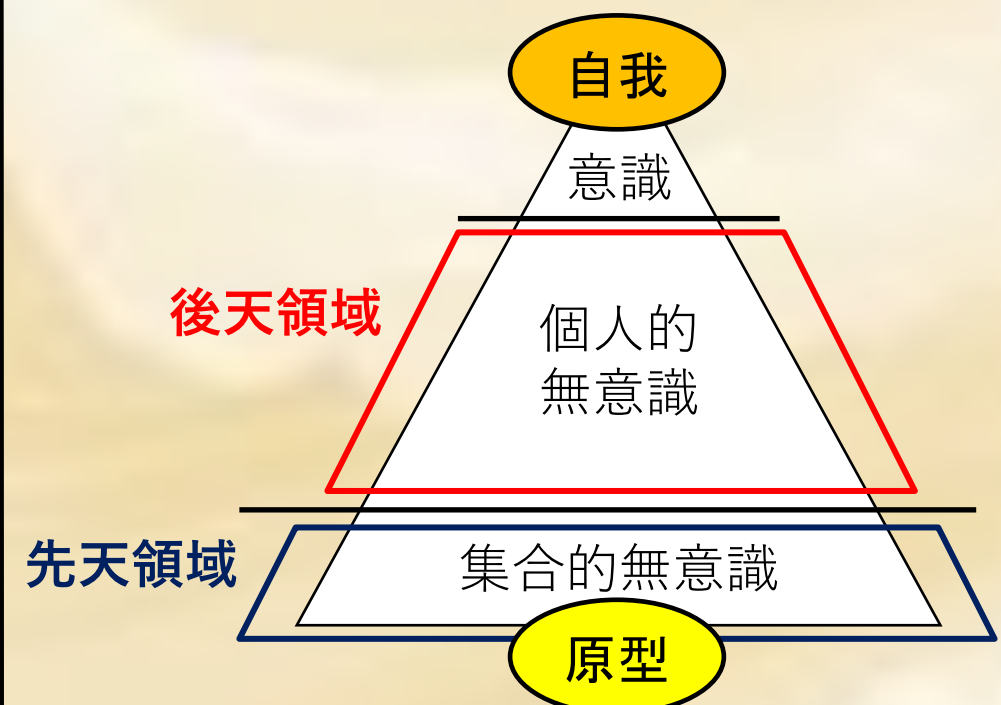 自我
意識
後天領域
個人的
無意識
先天領域
集合的無意識
原型